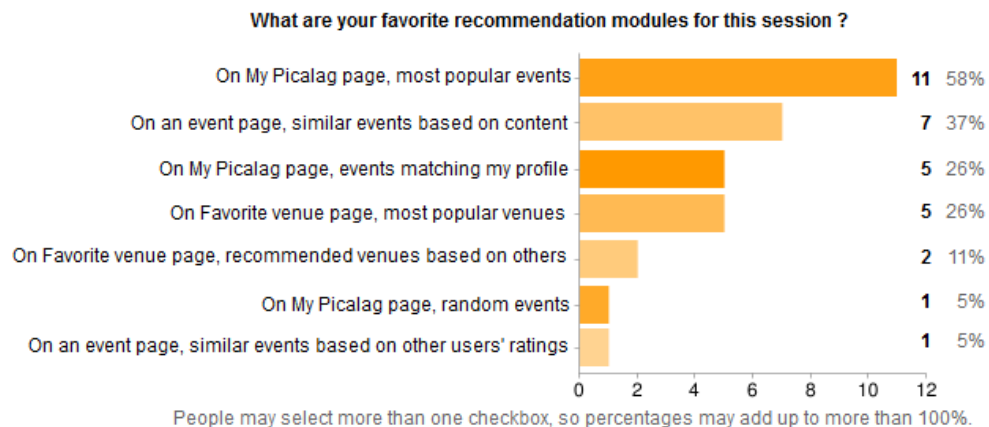 What are your favorite recommendation modules for this session ?
On My Picalag page, most popular events 11 58%
On an event page, similar events based on content 7 37%
On My Picalag page, events matching my profile 5 26%
On Favorite venue page, most popular venues 5 26%
On Favorite venue page, recommended venues based on others 2 11%
On My Picalag page, random events 1 5%
On an event page, similar events based on other users' ratings 1 5%
0 2 4 6 8 10 12
People may select more than one checkbox, so percentages may add up to more than 100%.